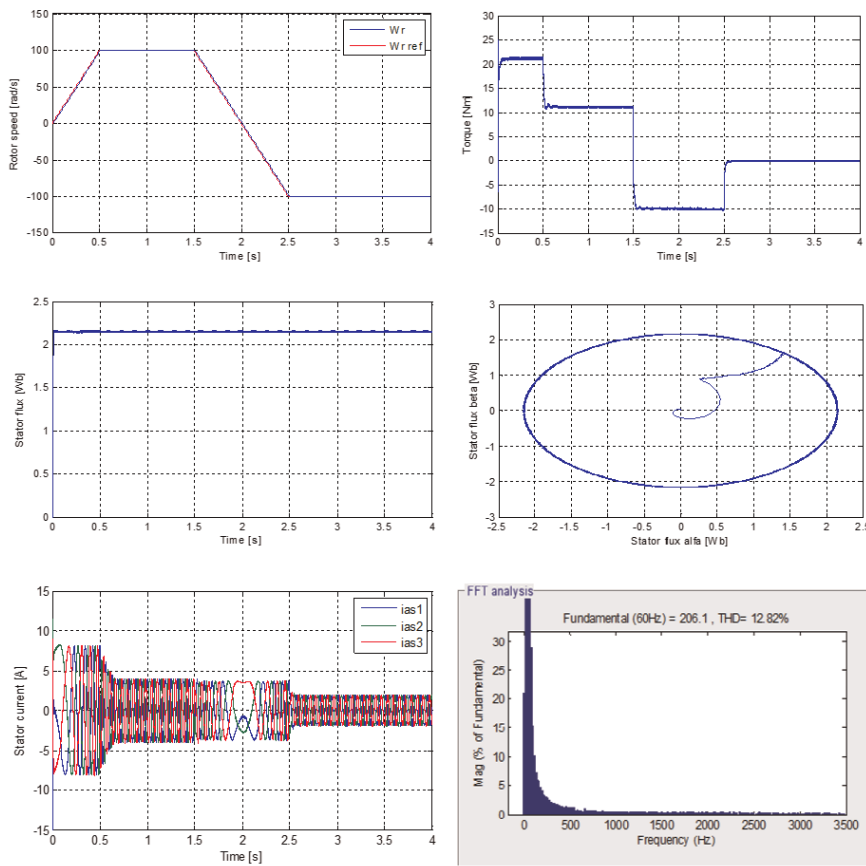 150
100
50
0
-50
-100
-150
0 0.5 1 1.5 2 2.5 3 3.5 4
Rotor speed [rad/s]
Time [s]
Wr
Wr ref
30
25
20
15
10
5
0
-5
-10
-15
0 0.5 1 1.5 2 2.5 3 3.5 4
Torque [Nm]
Time [s]
2.5
2
1.5
1
0.5
0
0 0.5 1 1.5 2 2.5 3 3.5 4
Stator flux [Wb]
Time [s]
3
2
1
0
-1
-2
-3
-2.5 -2 -1.5 -1 -0.5 0 0.5 1 1.5 2 2.5
Stator flux beta [Wb]
Stator flux alfa [Wb]
15
10
5
0
-5
-10
-15
0 0.5 1 1.5 2 2.5 3 3.5 4
Stator current [A]
Time [s]
ias1
ias2
ias3
FFT analysis
Fundamental (60Hz) = 206.1 , THD= 12.82%
30
25
20
15
10
5
0
0 500 1000 1500 2000 2500 3000 3500
Mag (% of Fundamental)
Frequency (Hz)